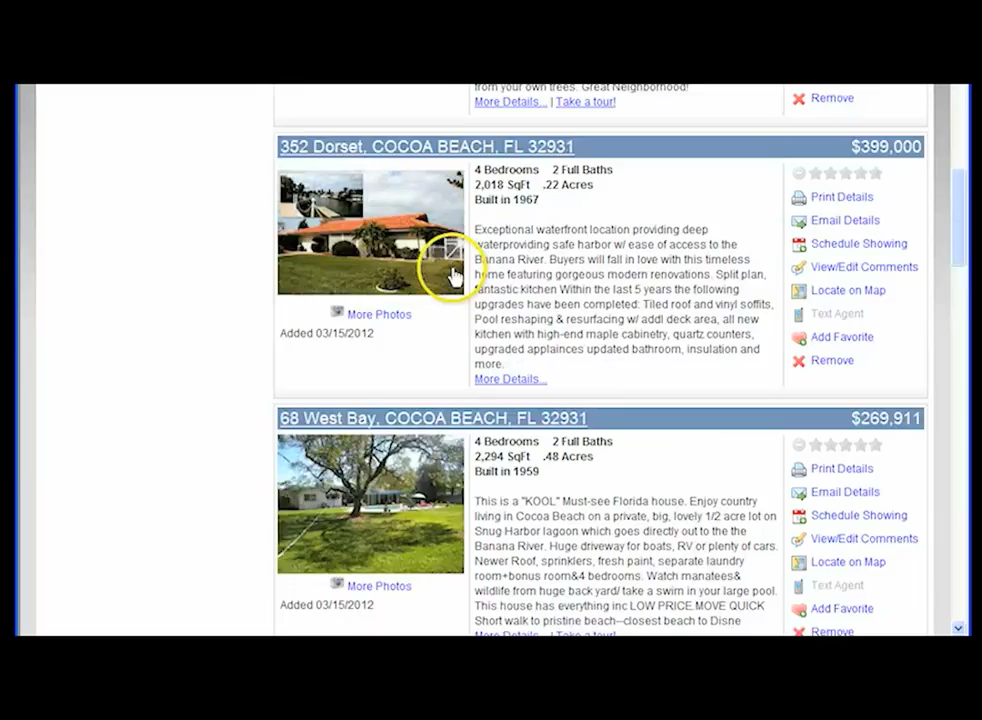 from your own trees. Great Neighborhood!
More Details... | Take a tour!
Remove
352 Dorset, COCOA BEACH, FL 32931 $399,000
4 Bedrooms 2 Full Baths
2,018 SqFt .22 Acres
Built in 1967
Exceptional waterfront location providing deep
waterproviding safe harbor w/ ease of access to the
Banana River. Buyers will fall in love with this timeless
home featuring gorgeous modern renovations. Split plan,
fantastic kitchen Within the last 5 years the following
upgrades have been completed: Tiled roof and vinyl soffits,
Pool reshaping & resurfacing w/ addl deck area, all new
kitchen with high-end maple cabinetry, quartz counters,
upgraded applainces updated bathroom, insulation and
more.
More Details...
More Photos
Added 03/15/2012
Print Details
Email Details
Schedule Showing
View/Edit Comments
Locate on Map
Text Agent
Add Favorite
Remove
68 West Bay, COCOA BEACH, FL 32931 $269,911
4 Bedrooms 2 Full Baths
2,294 SqFt .48 Acres
Built in 1959
This is a "KOOL" Must-see Florida house. Enjoy country
living in Cocoa Beach on a private, big, lovely 1/2 acre lot on
Snug Harbor lagoon which goes directly out to the the
Banana River. Huge driveway for boats, RV or plenty of cars.
Newer Roof, sprinklers, fresh paint, separate laundry
room+bonus room&4 bedrooms. Watch manatees&
wildlife from huge back yard/ take a swim in your large pool.
This house has everything inc LOW PRICE.MOVE QUICK
Short walk to pristine beach--closest beach to Disne
More Details... | Take a tour!
More Photos
Added 03/15/2012
Print Details
Email Details
Schedule Showing
View/Edit Comments
Locate on Map
Text Agent
Add Favorite
Remove